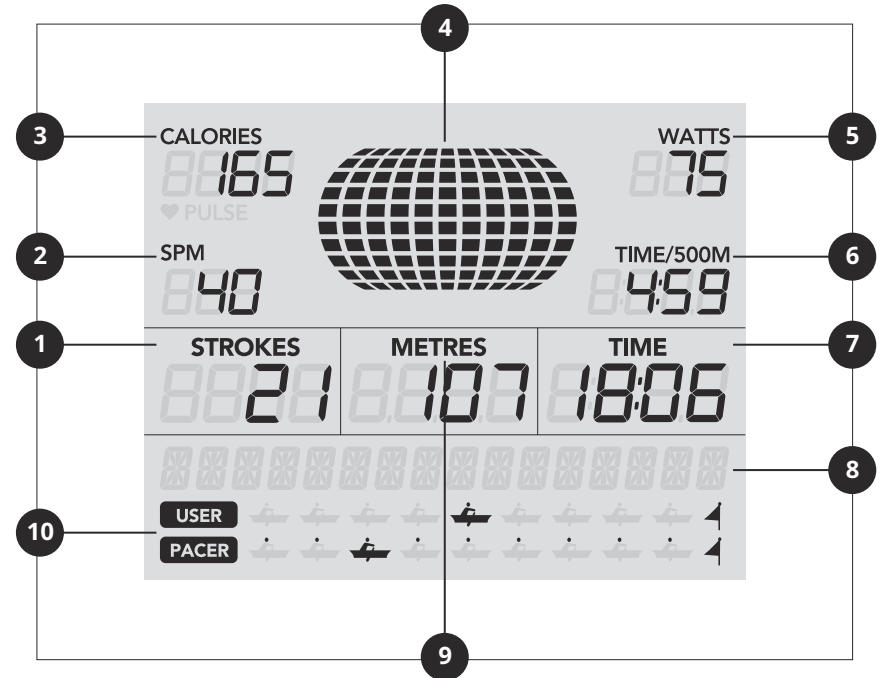 4
3 CALORIES WATTS 5
165 75
PULSE
2 SPM TIME/500M 6
40 4:59
1 STROKES METRES TIME 7
21 107 18:06
8
USER
10
PACER
9